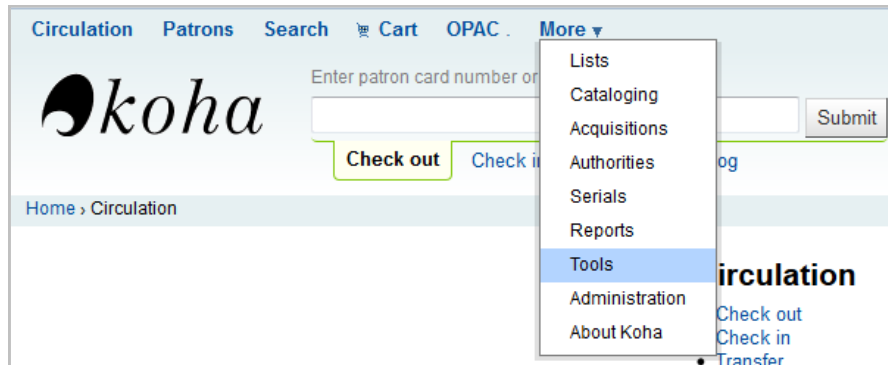 Circulation Patrons Search Cart OPAC . More ▾
Lists
Cataloging
Acquisitions
Authorities
Serials
Reports
Tools
Administration
About Koha
koha
Enter patron card number or
Submit
Check out Check i
og
Home › Circulation
irculation
Check out
Check in
Transfer